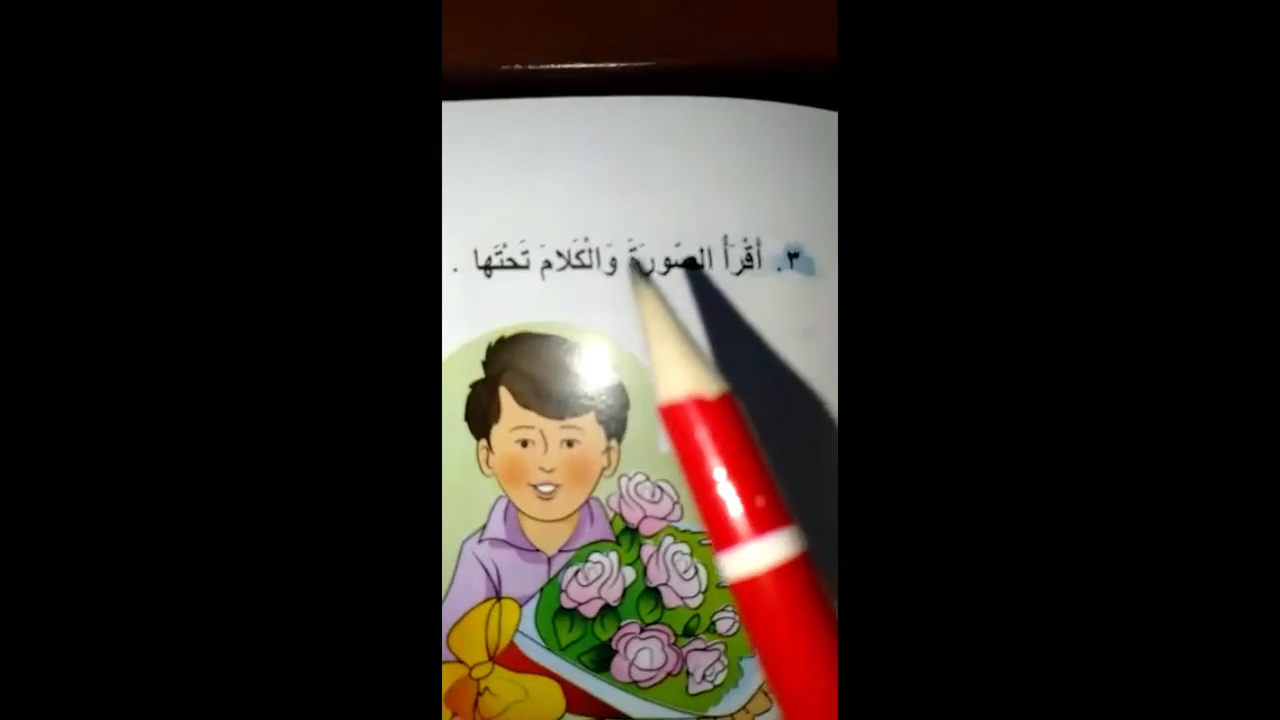 ٣. أَقْرَأُ الصّورَةَ وَالْكَلامَ تَحْتَها .